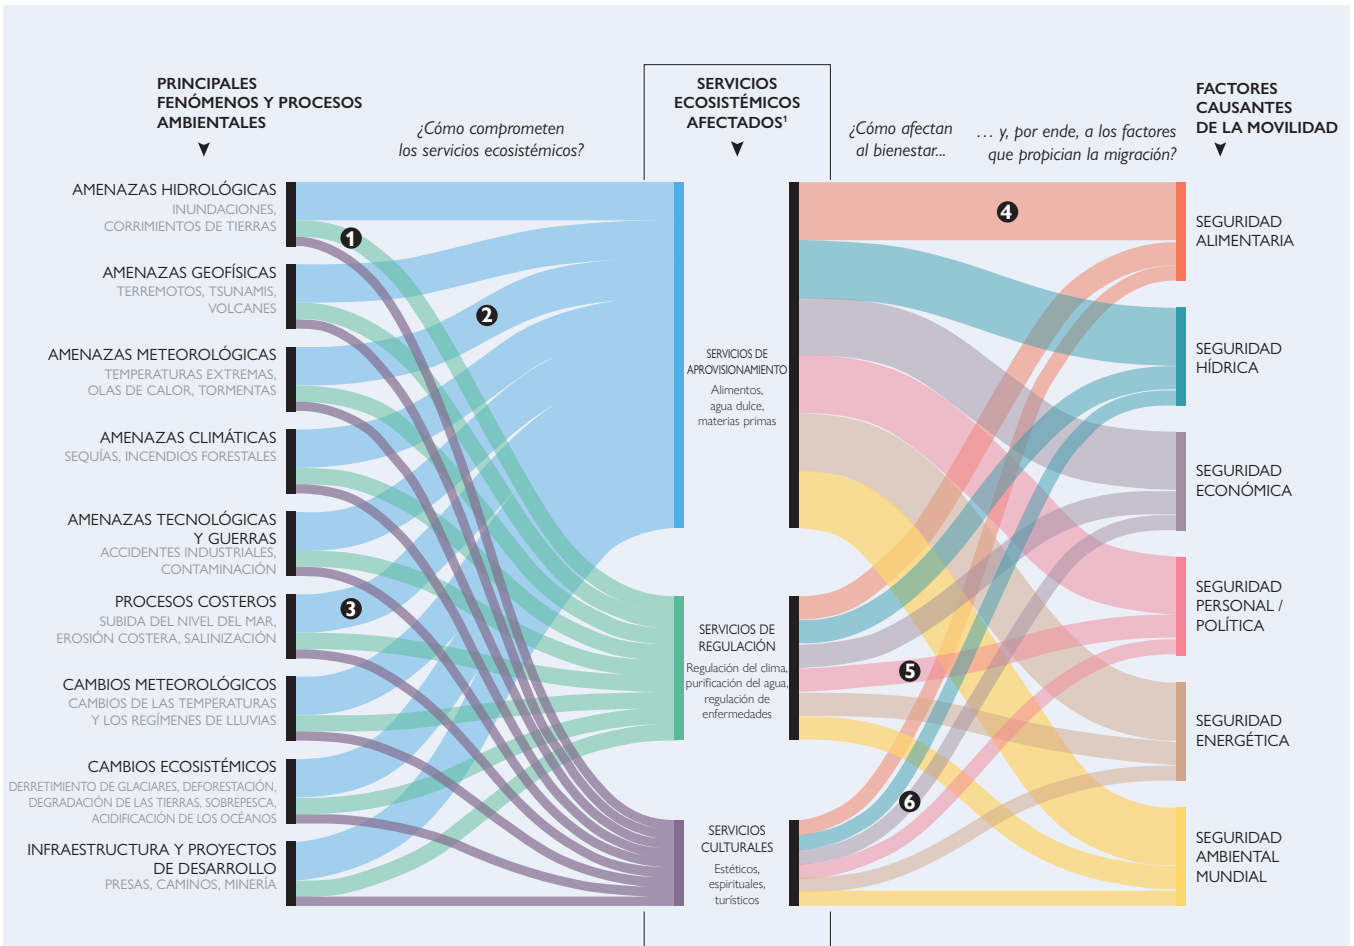 PRINCIPALES
FENÓMENOS Y PROCESOS
AMBIENTALES
¿Cómo comprometen
los servicios ecosistémicos?
SERVICIOS
ECOSISTÉMICOS
AFECTADOS¹
¿Cómo afectan
al bienestar...
… y, por ende, a los factores
que propician la migración?
FACTORES
CAUSANTES
DE LA MOVILIDAD
AMENAZAS HIDROLÓGICAS
INUNDACIONES,
CORRIMIENTOS DE TIERRAS
AMENAZAS GEOFÍSICAS
TERREMOTOS, TSUNAMIS,
VOLCANES
AMENAZAS METEOROLÓGICAS
TEMPERATURAS EXTREMAS,
OLAS DE CALOR, TORMENTAS
AMENAZAS CLIMÁTICAS
SEQUÍAS, INCENDIOS FORESTALES
AMENAZAS TECNOLÓGICAS
Y GUERRAS
ACCIDENTES INDUSTRIALES,
CONTAMINACIÓN
PROCESOS COSTEROS
SUBIDA DEL NIVEL DEL MAR,
EROSIÓN COSTERA, SALINIZACIÓN
CAMBIOS METEOROLÓGICOS
CAMBIOS DE LAS TEMPERATURAS
Y LOS REGÍMENES DE LLUVIAS
CAMBIOS ECOSISTÉMICOS
DERRETIMIENTO DE GLACIARES, DEFORESTACIÓN,
DEGRADACIÓN DE LAS TIERRAS, SOBREPESCA,
ACIDIFICACIÓN DE LOS OCÉANOS
INFRAESTRUCTURA Y PROYECTOS
DE DESARROLLO
PRESAS, CAMINOS, MINERÍA
1
2
3
SERVICIOS DE
APROVISIONAMIENTO
Alimentos,
agua dulce,
materias primas
SERVICIOS DE
REGULACIÓN
Regulación del clima,
purificación del agua,
regulación de
enfermedades
SERVICIOS
CULTURALES
Estéticos,
espirituales,
turísticos
4
5
6
SEGURIDAD
ALIMENTARIA
SEGURIDAD
HÍDRICA
SEGURIDAD
ECONÓMICA
SEGURIDAD
PERSONAL /
POLÍTICA
SEGURIDAD
ENERGÉTICA
SEGURIDAD
AMBIENTAL
MUNDIAL